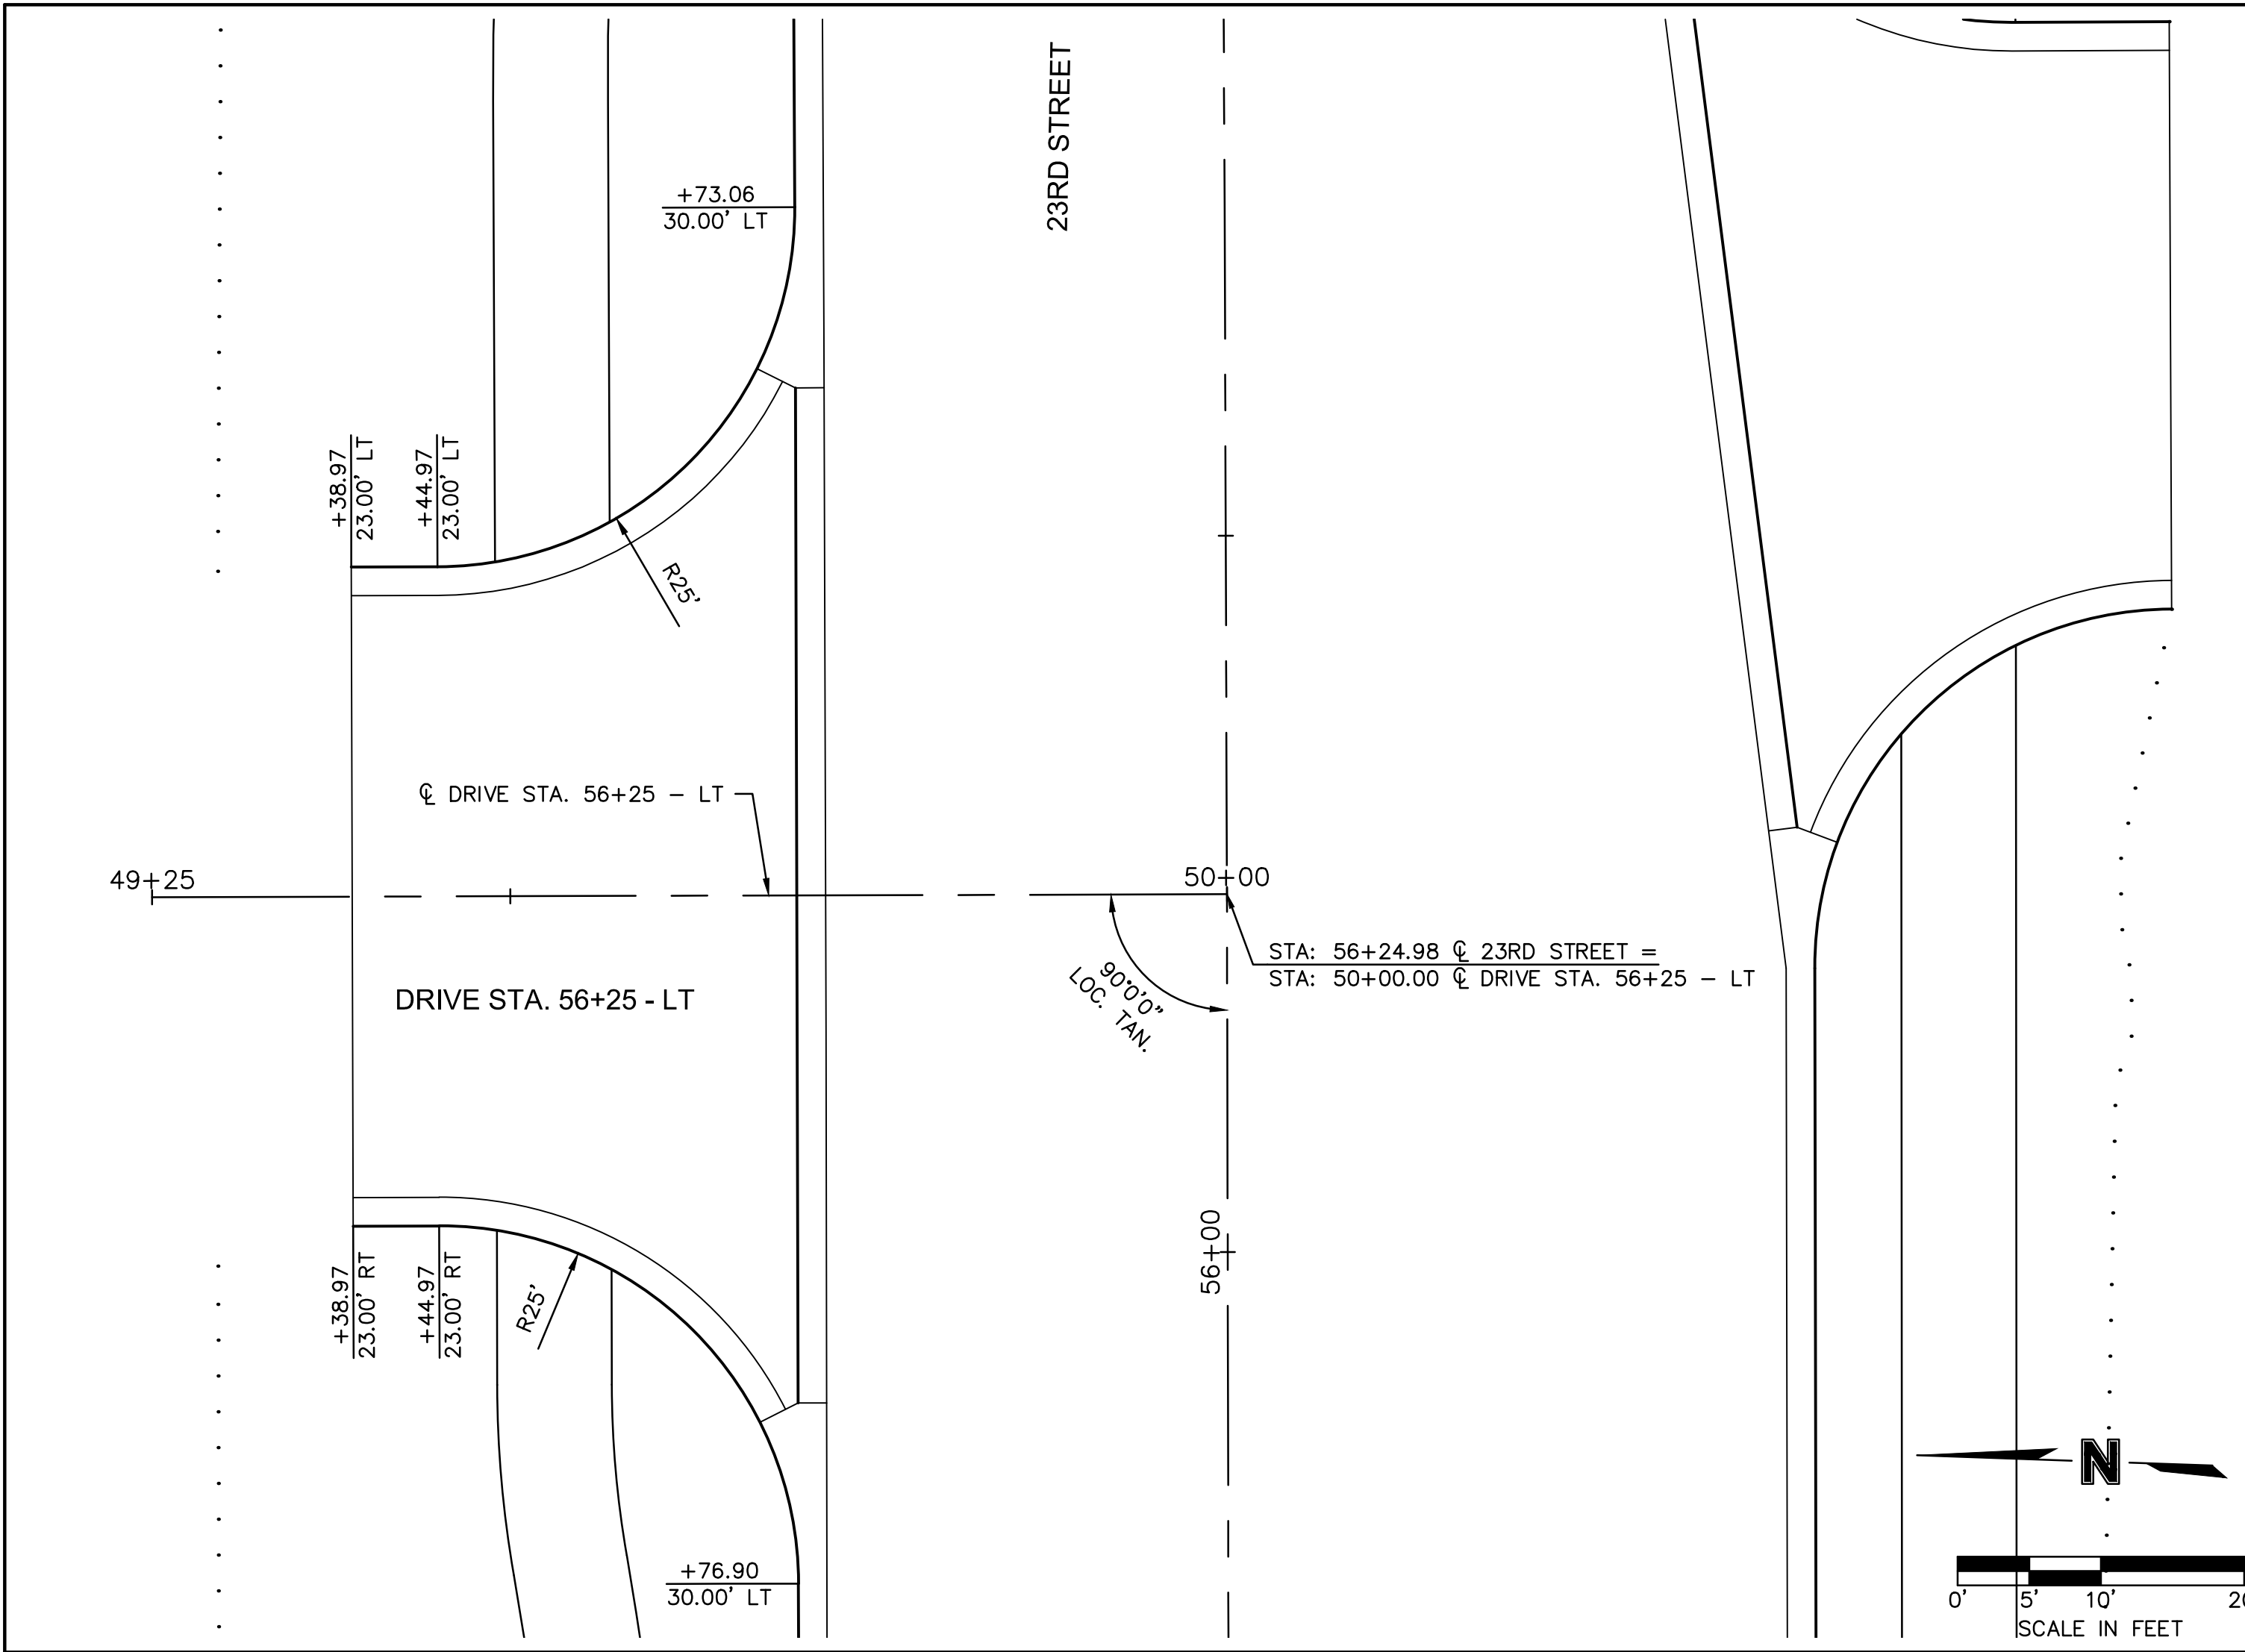 23RD STREET
+73.06
30.00' LT
+38.97
23.00' LT
+44.97
23.00' LT
R25'
℄ DRIVE STA. 56+25 - LT
49+25
50+00
STA: 56+24.98 ℄ 23RD STREET =
STA: 50+00.00 ℄ DRIVE STA. 56+25 - LT
90°0'0"
LOC. TAN.
DRIVE STA. 56+25 - LT
+38.97
23.00' RT
+44.97
23.00' RT
R25'
56+00
N
+76.90
30.00' LT
0' 5' 10'
SCALE IN FEET